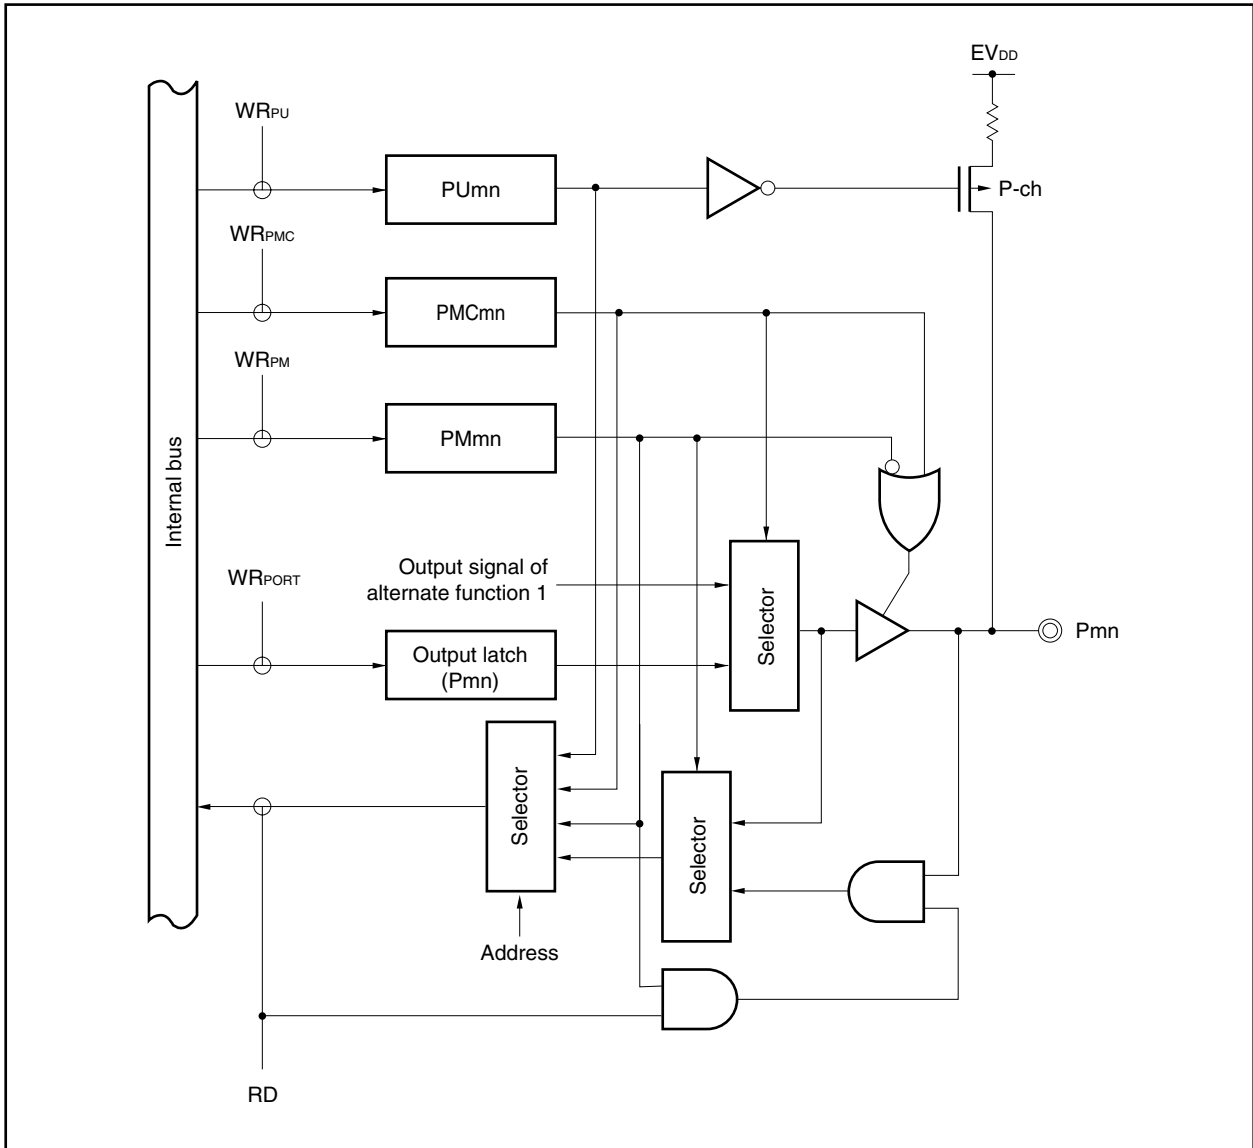 EVDD
WRPU
PUmn
P-ch
WRPMC
PMCmn
WRPM
PMmn
Internal bus
Output signal of
alternate function 1
WRPORT
Output latch
(Pmn)
Selector
Pmn
Selector
Selector
Address
RD